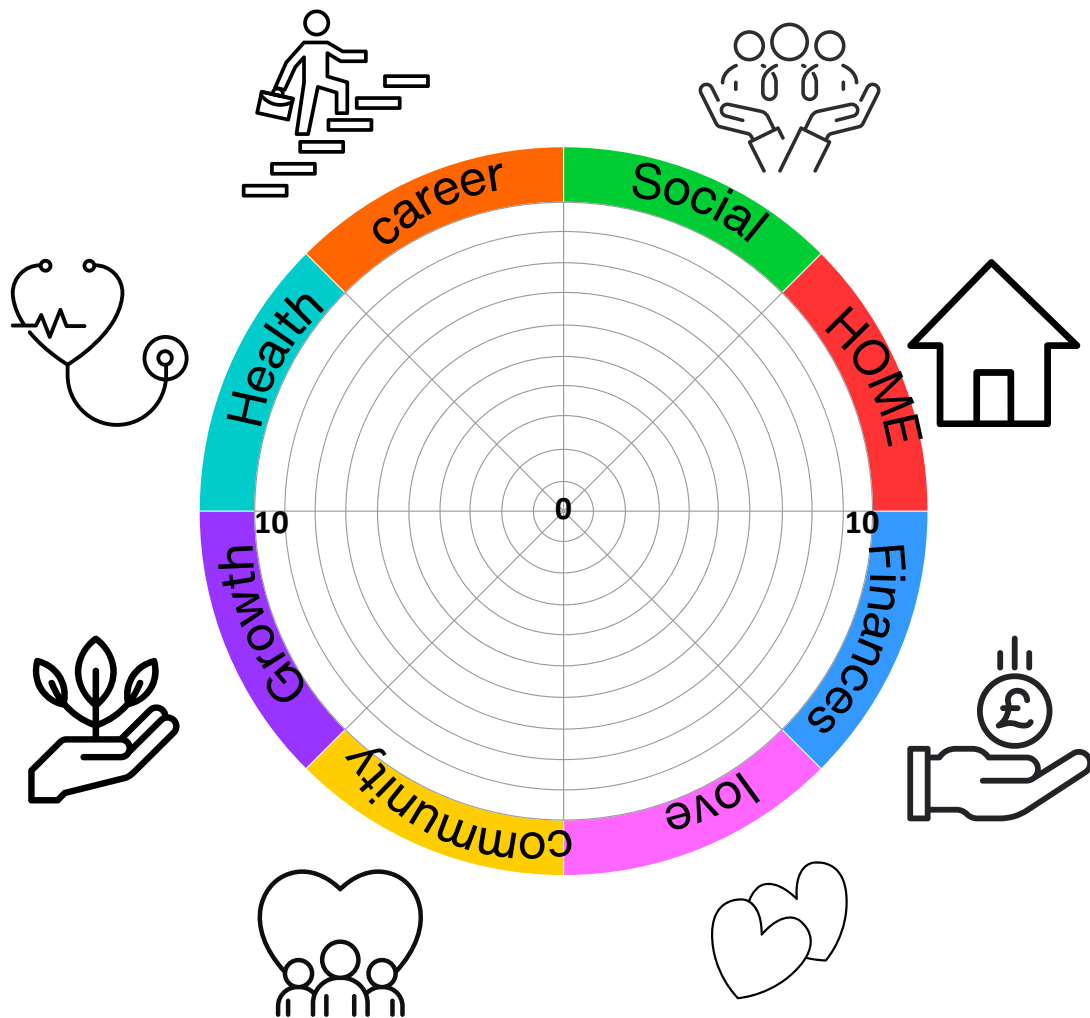 career
Social
Health
HOME
0
10
10
Growth
Finances
£
community
love